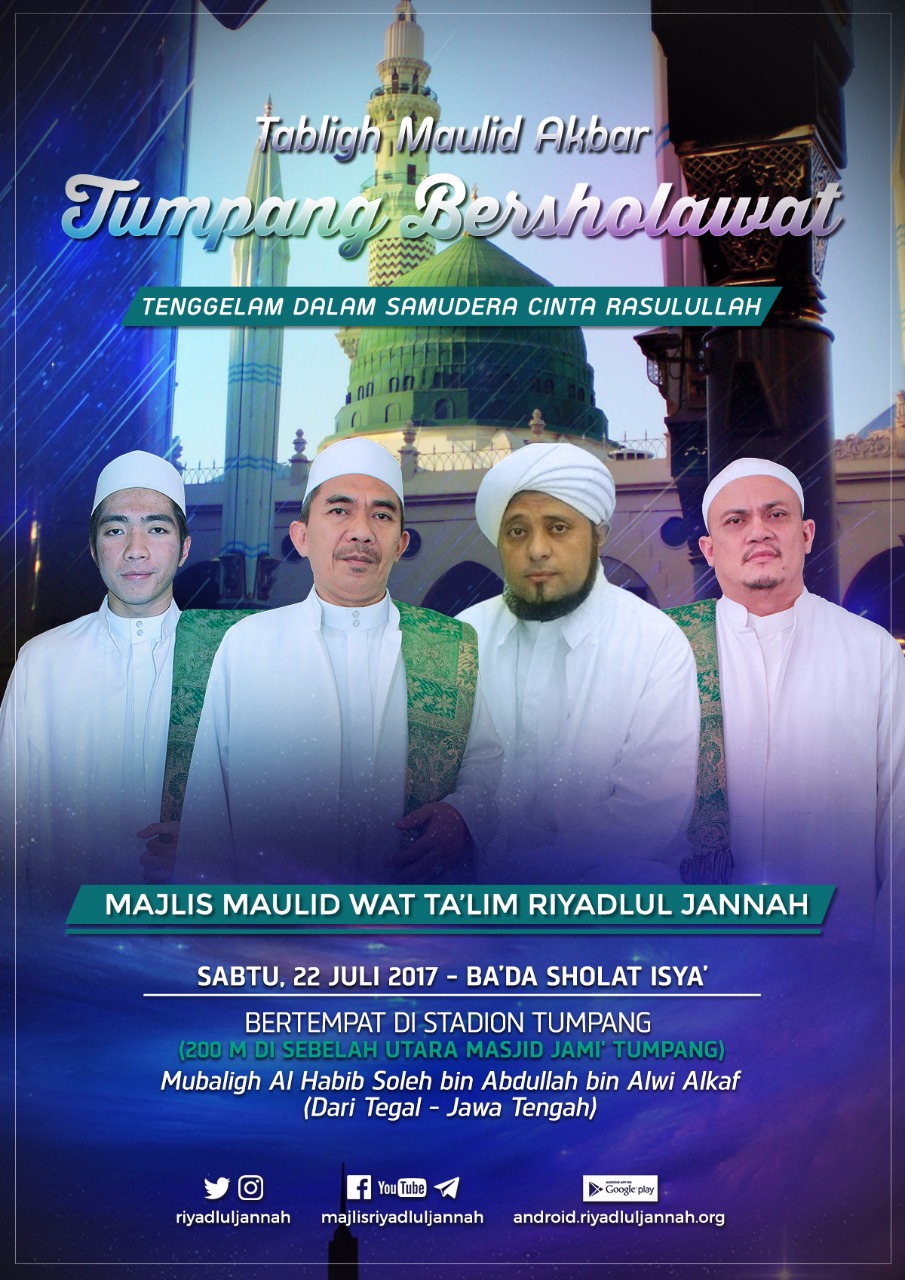 Tabligh Maulid Akbar
Tumpang Bersholawat
TENGGELAM DALAM SAMUDERA CINTA RASULULLAH
MAJLIS MAULID WAT TA'LIM RIYADLUL JANNAH
SABTU, 22 JULI 2017 - BA'DA SHOLAT ISYA'
BERTEMPAT DI STADION TUMPANG
(200 M DI SEBELAH UTARA MASJID JAMI' TUMPANG)
Mubaligh Al Habib Soleh bin Abdullah bin Alwi Alkaf
(Dari Tegal - Jawa Tengah)
YouTube
ANDROID APP ON
Google play
riyadluljannah
majlisriyadluljannah
android.riyadluljannah.org